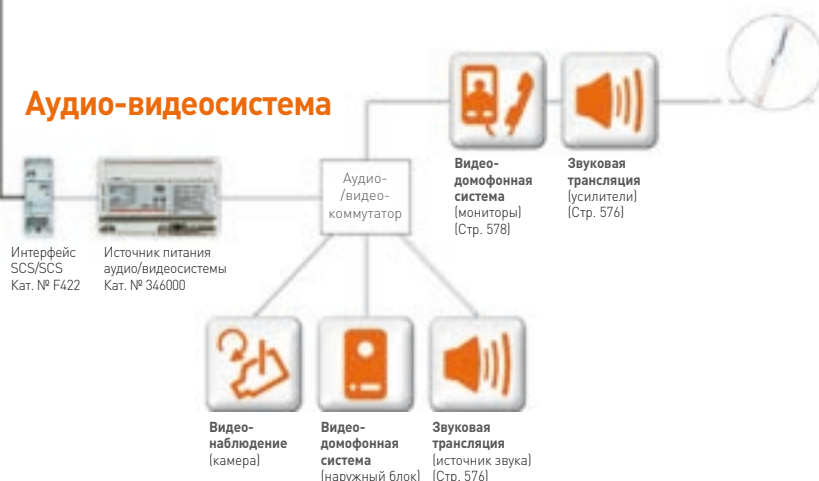 Аудио-видеосистема
Видео-
домофонная
система
(мониторы)
(Стр. 578)
Звуковая
трансляция
(усилители)
(Стр. 576)
Аудио-
/видео-
коммутатор
Интерфейс
SCS/SCS
Кат. № F422
Источник питания
аудио/видеосистемы
Кат. № 346000
Видео-
наблюдение
(камера)
Видео-
домофонная
система
(наружный блок)
Звуковая
трансляция
(источник звука)
(Стр. 576)